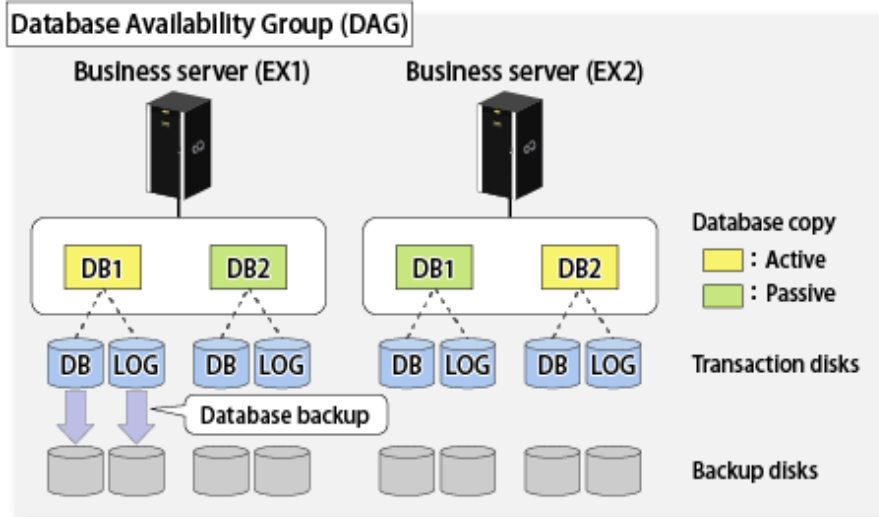 Database Availability Group (DAG)
Business server (EX1)
Business server (EX2)
DB1
DB2
DB1
DB2
Database copy
: Active
: Passive
DB
LOG
DB
LOG
DB
LOG
DB
LOG
Transaction disks
Database backup
Backup disks